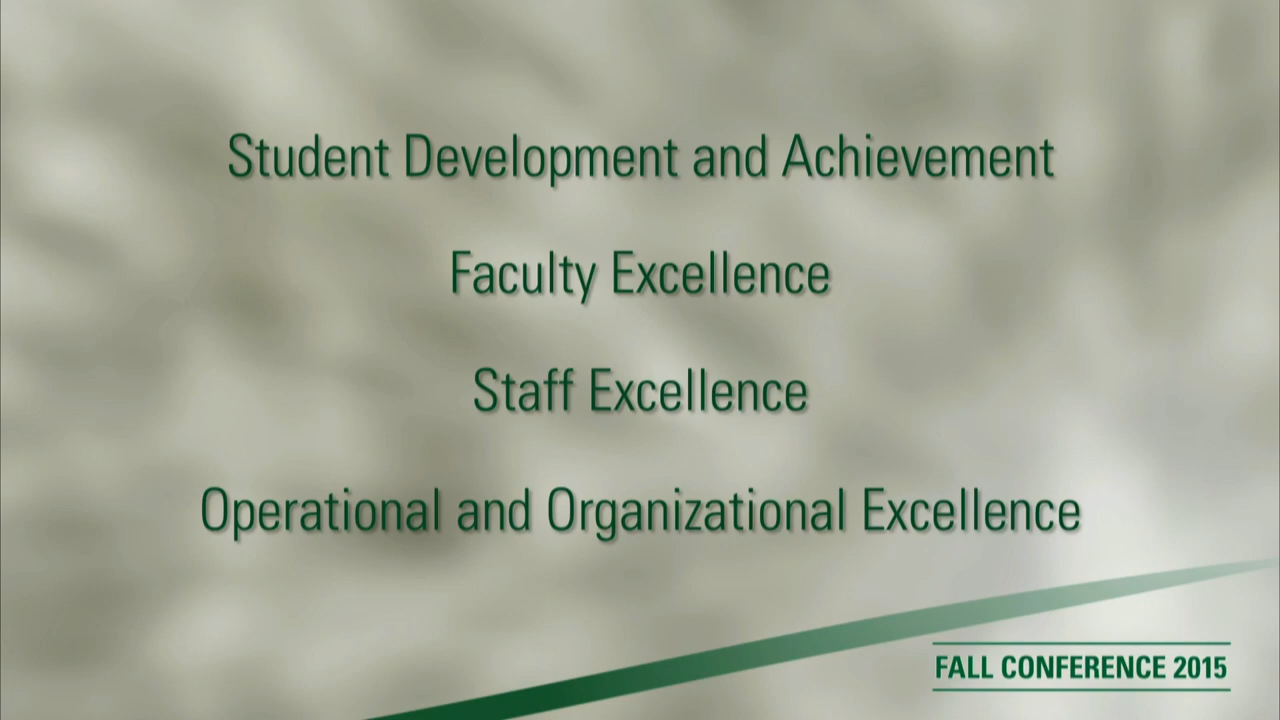 Student Development and Achievement
Faculty Excellence
Staff Excellence
Operational and Organizational Excellence
FALL CONFERENCE 2015